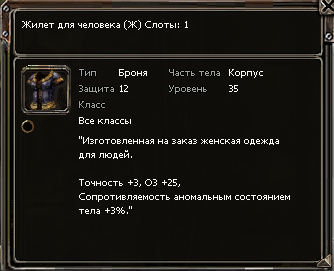 Жилет для человека (Ж) Слоты: 1
Тип Броня Часть тела Корпус
Защита 12 Уровень 35
Класс
Все классы
"Изготовленная на заказ женская одежда
для людей.
Точность +3, ОЗ +25,
Сопротивляемость аномальным состоянием
тела +3%."